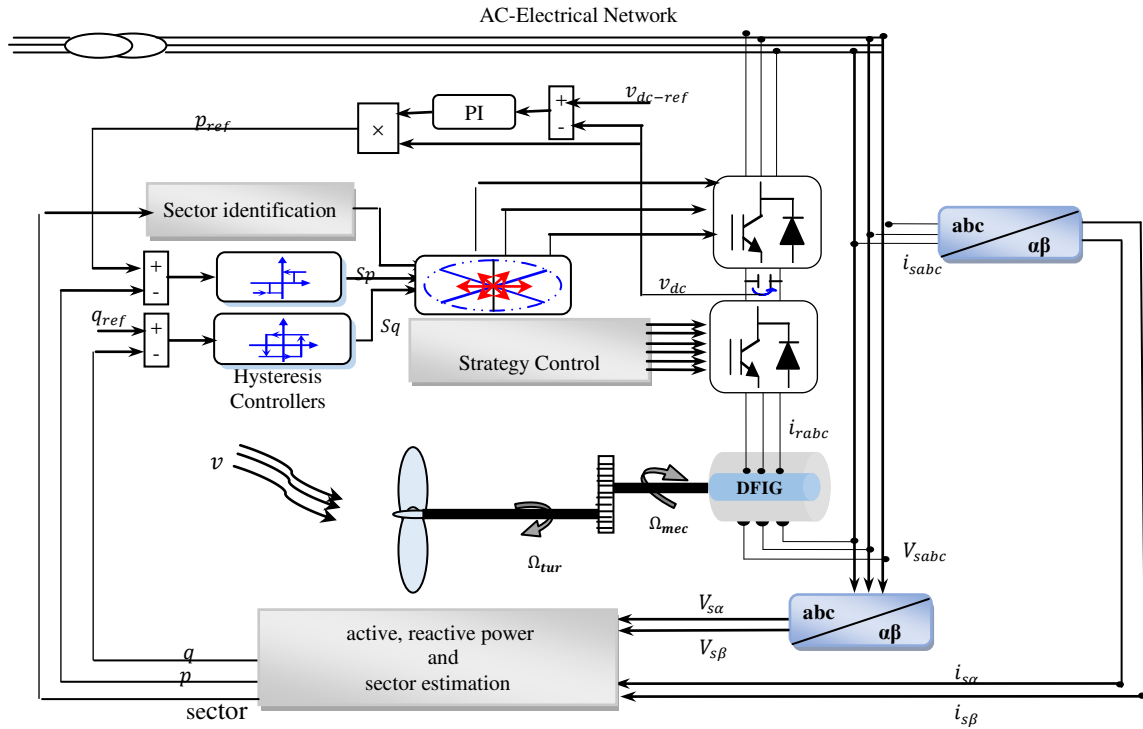 AC-Electrical Network
v_dc-ref
+
-
PI
×
p_ref
Sector identification
abc
αβ
i_sabc
+
-
Sp
v_dc
q_ref
+
-
Sq
Strategy Control
Hysteresis
Controllers
i_rabc
v
DFIG
Ω_mec
Ω_tur
V_sabc
abc
αβ
V_sα
V_sβ
active, reactive power
and
sector estimation
q
p
sector
i_sα
i_sβ